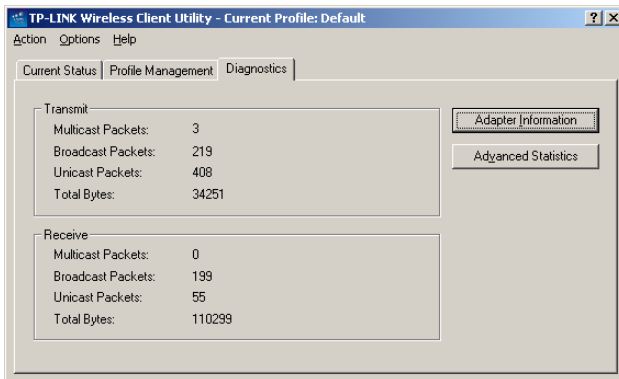 TP-LINK Wireless Client Utility - Current Profile: Default
Action Options Help
Current Status Profile Management Diagnostics
Transmit
Multicast Packets: 3
Broadcast Packets: 219
Unicast Packets: 408
Total Bytes: 34251
Adapter Information
Advanced Statistics
Receive
Multicast Packets: 0
Broadcast Packets: 199
Unicast Packets: 55
Total Bytes: 110299